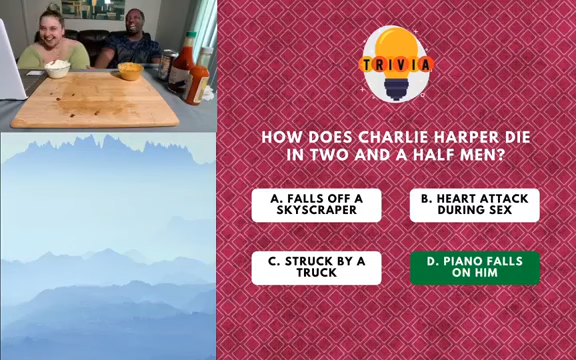 TRIVIA
HOW DOES CHARLIE HARPER DIE
IN TWO AND A HALF MEN?
A. FALLS OFF A
SKYSCRAPER
B. HEART ATTACK
DURING SEX
C. STRUCK BY A
TRUCK
D. PIANO FALLS
ON HIM